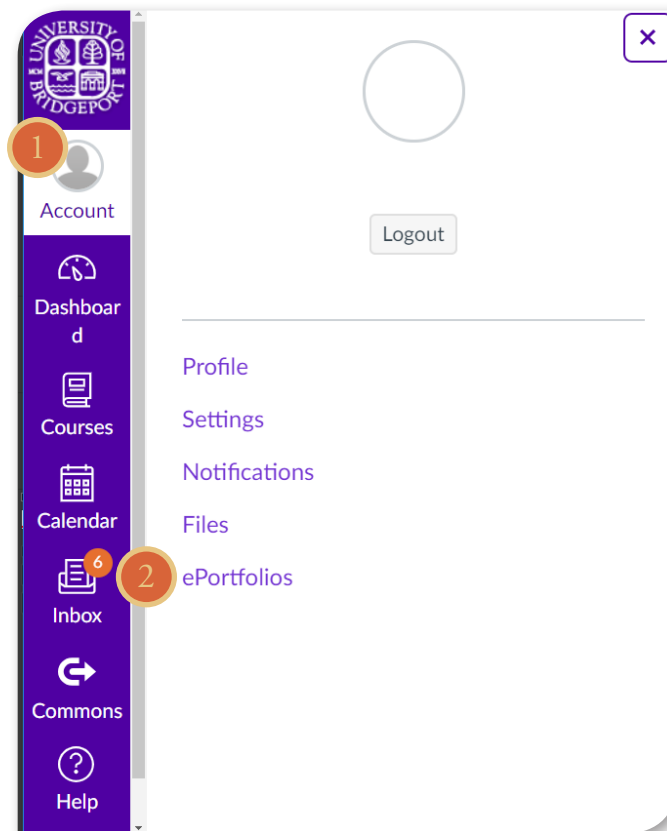 UNIVERSITY OF
BRIDGEPORT
1
Account
Dashboar
d
Courses
Calendar
6
Inbox
Commons
Help
Logout
Profile
Settings
Notifications
Files
2
ePortfolios